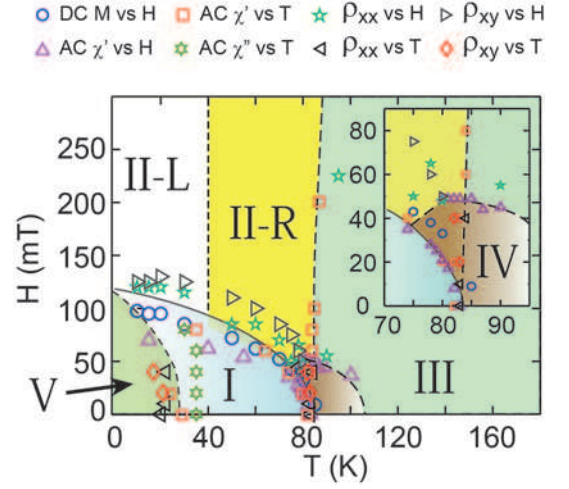 DC M vs H AC χ' vs T ρxx vs H ρxy vs H
AC χ' vs H AC χ" vs T ρxx vs T ρxy vs T
H (mT)
250
200
150
100
50
0
II-L
II-R
I
III
V
80
60
40
20
0
IV
70 80 90
0 40 80 120 160
T (K)